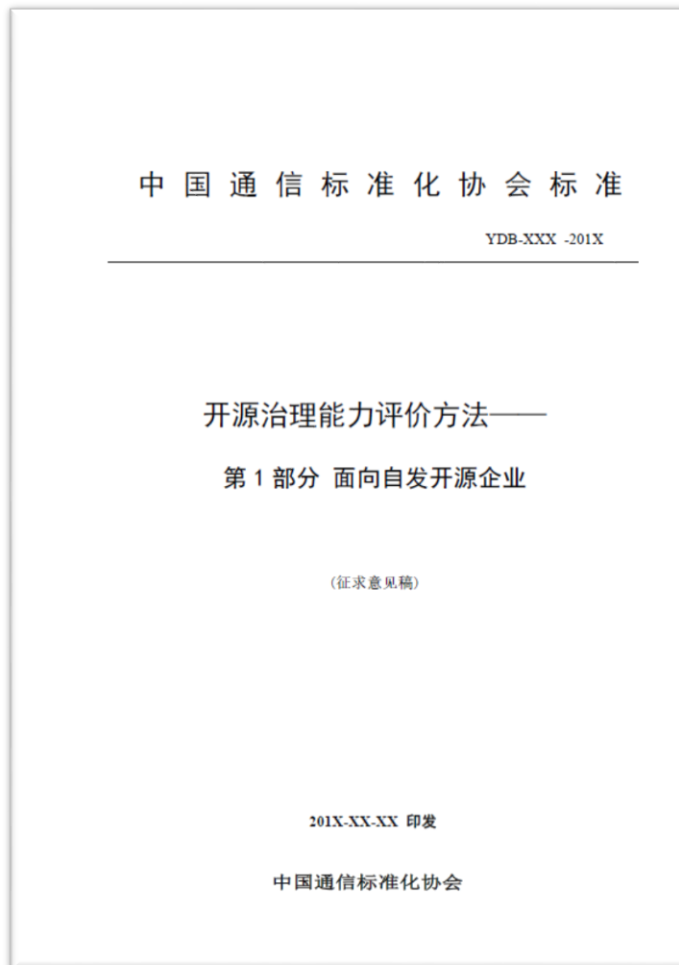 中国通信标准化协会标准
YDB-XXX -201X
开源治理能力评价方法——
第 1 部分 面向自发开源企业
(征求意见稿)
201X-XX-XX 印发
中国通信标准化协会